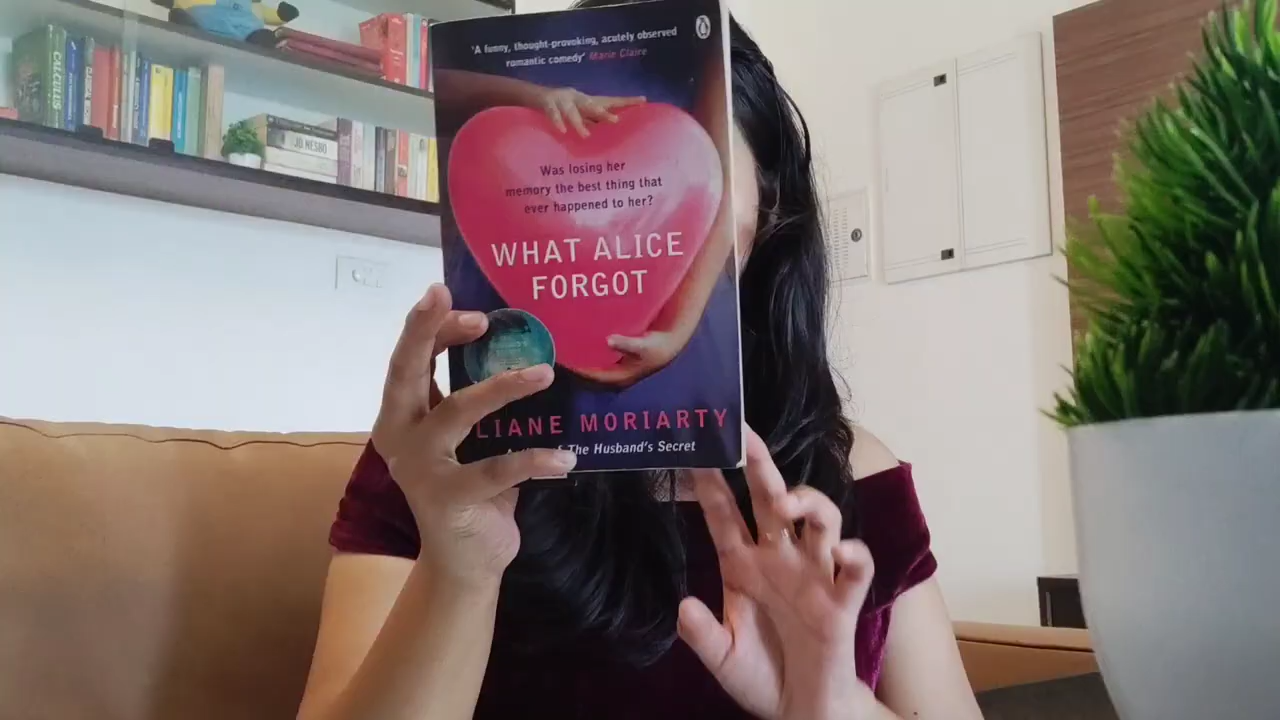 CALCULUS
JO NESBO
'A funny, thought-provoking, acutely observed
romantic comedy' Marie Claire
Was losing her
memory the best thing that
ever happened to her?
WHAT ALICE
FORGOT
LIANE MORIARTY
The Husband's Secret